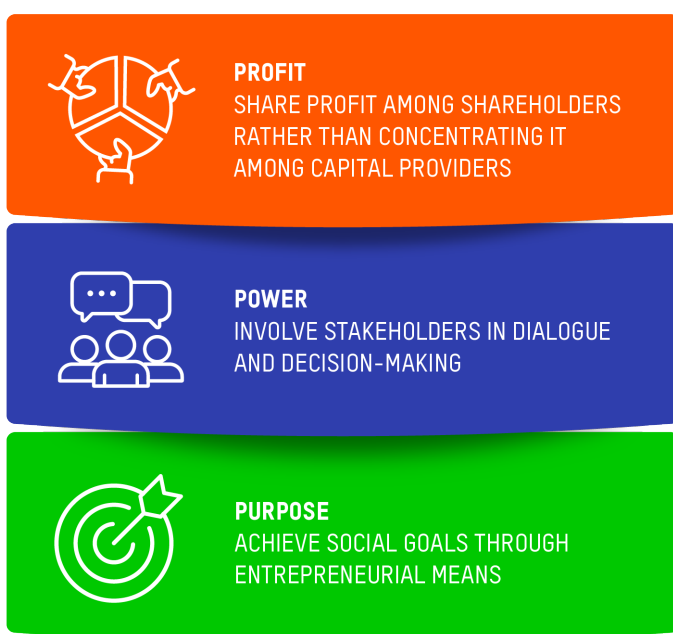 PROFIT
SHARE PROFIT AMONG SHAREHOLDERS
RATHER THAN CONCENTRATING IT
AMONG CAPITAL PROVIDERS
POWER
INVOLVE STAKEHOLDERS IN DIALOGUE
AND DECISION-MAKING
PURPOSE
ACHIEVE SOCIAL GOALS THROUGH
ENTREPRENEURIAL MEANS